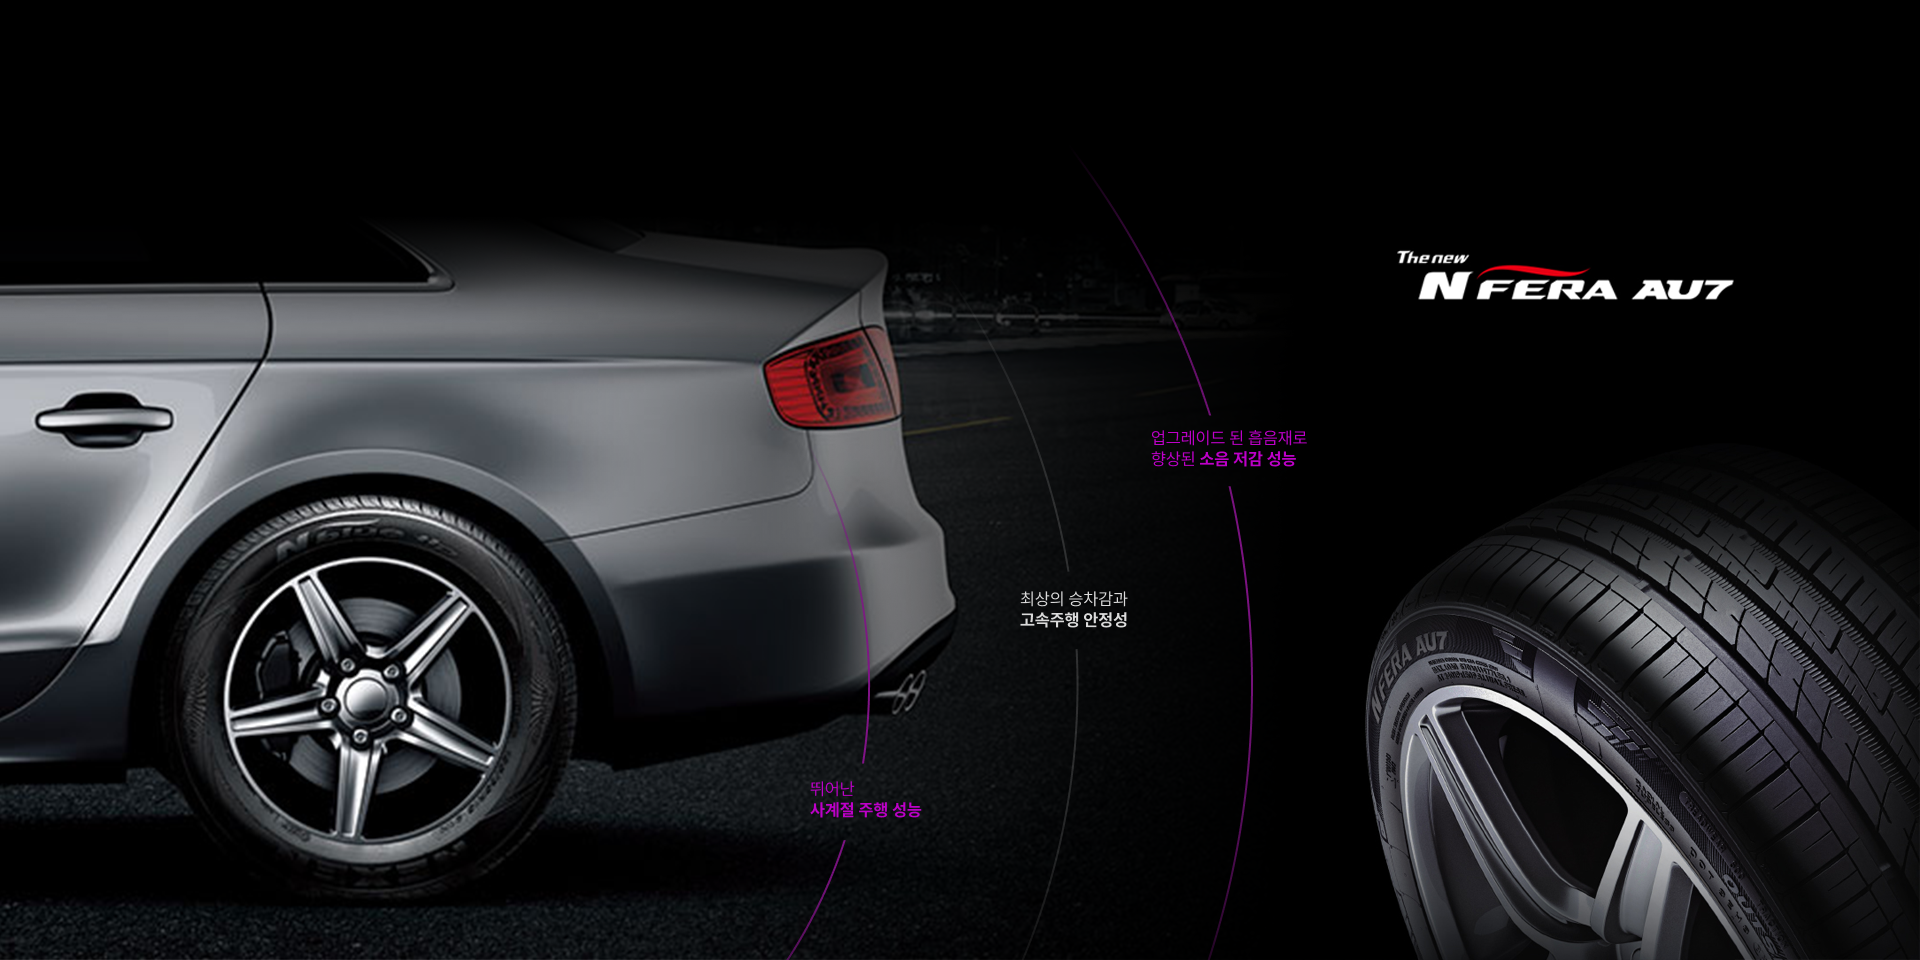 The new
N FERA AU7
업그레이드 된 흡음재로
향상된 소음 저감 성능
최상의 승차감과
고속주행 안정성
뛰어난
사계절 주행 성능
NFERA AU7